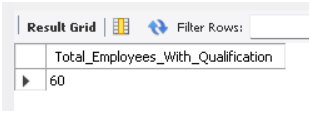 Result Grid Filter Rows:
Total_Employees_With_Qualification
60